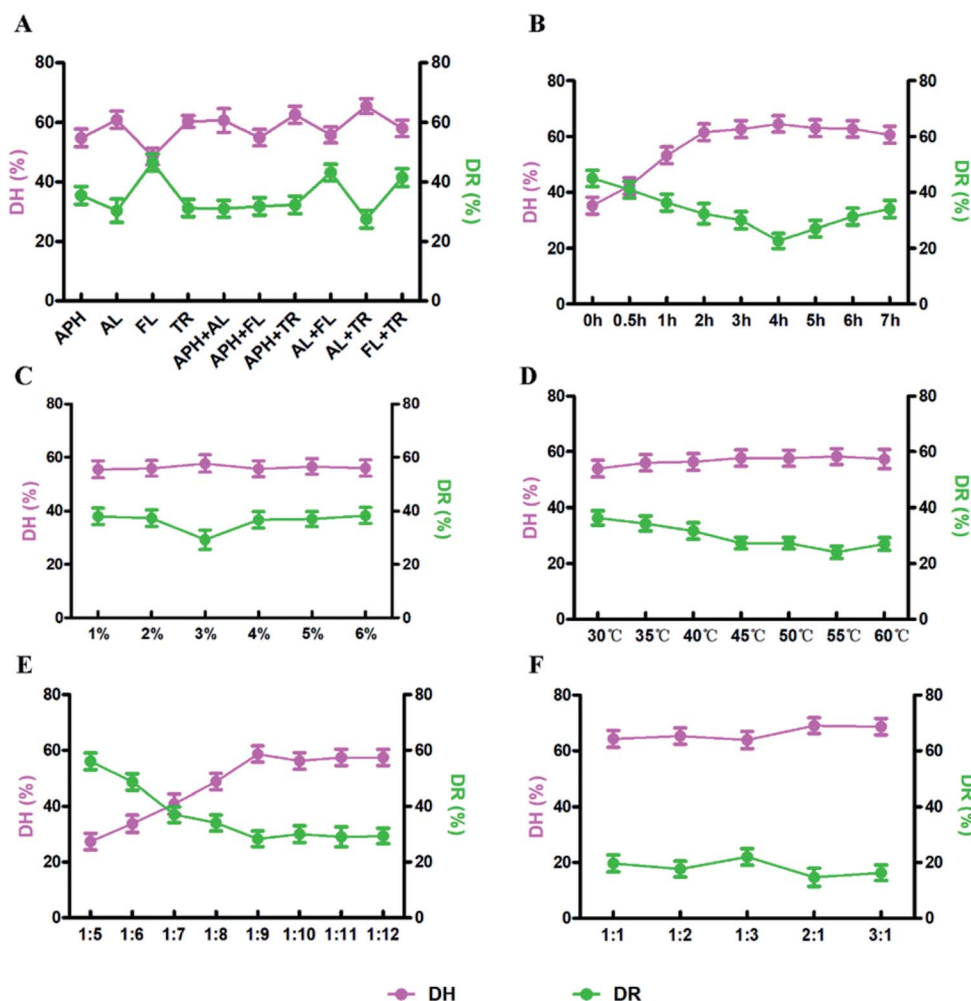 A
80
60
40
20
0
DH (%)
80
60
40
20
0
DR (%)
APH
AL
FL
TR
APH+AL
APH+FL
APH+TR
AL+FL
AL+TR
FL+TR
B
80
60
40
20
0
DH (%)
80
60
40
20
0
DR (%)
0h 0.5h 1h 2h 3h 4h 5h 6h 7h
C
80
60
40
20
0
DH (%)
80
60
40
20
0
DR (%)
1% 2% 3% 4% 5% 6%
D
80
60
40
20
0
DH (%)
80
60
40
20
0
DR (%)
30℃ 35℃ 40℃ 45℃ 50℃ 55℃ 60℃
E
80
60
40
20
0
DH (%)
80
60
40
20
0
DR (%)
1:5 1:6 1:7 1:8 1:9 1:10 1:11 1:12
F
80
60
40
20
0
DH (%)
80
60
40
20
0
DR (%)
1:1 1:2 1:3 2:1 3:1
DH DR